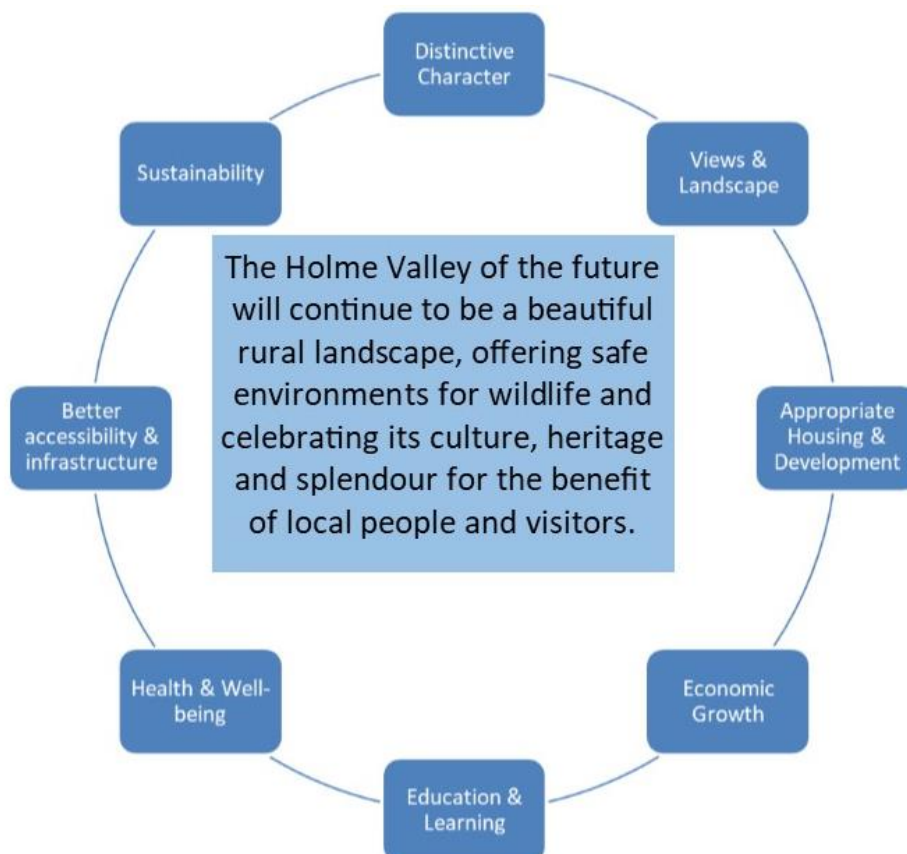 Distinctive
Character
Views &
Landscape
Appropriate
Housing &
Development
Economic
Growth
Education &
Learning
Health & Well-
being
Better
accessibility &
infrastructure
Sustainability
The Holme Valley of the future
will continue to be a beautiful
rural landscape, offering safe
environments for wildlife and
celebrating its culture, heritage
and splendour for the benefit
of local people and visitors.